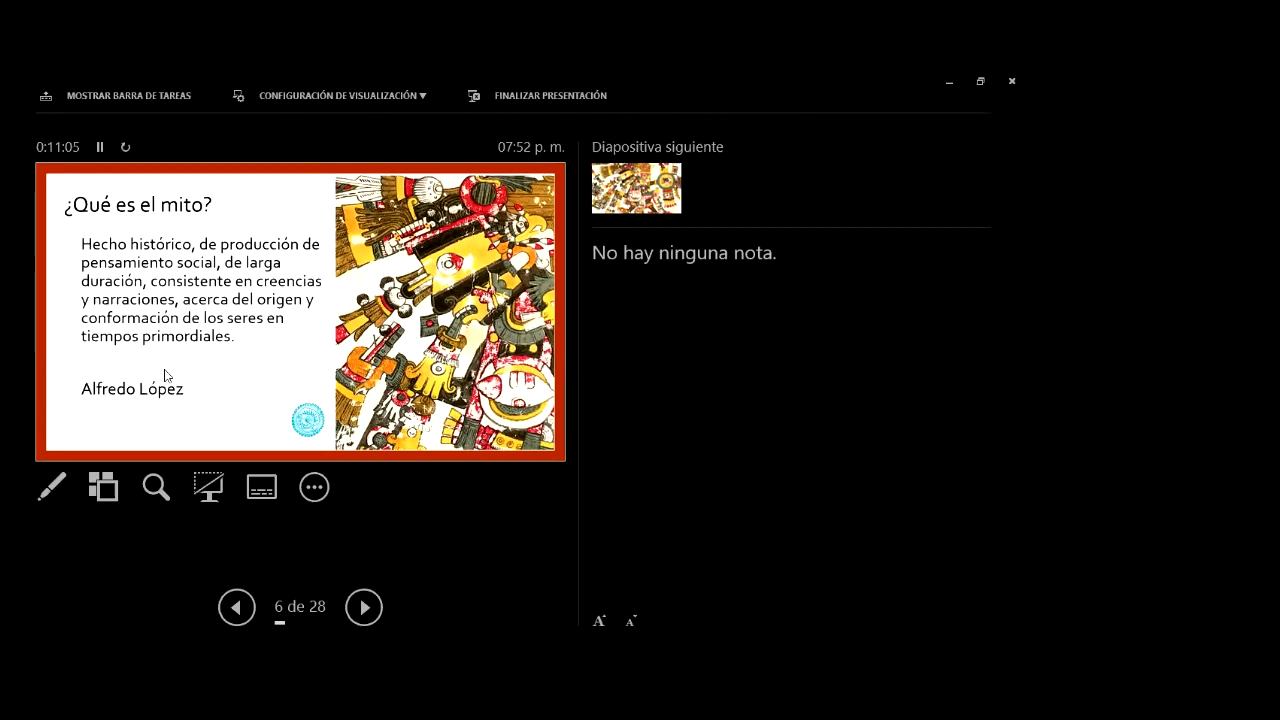 MOSTRAR BARRA DE TAREAS
CONFIGURACIÓN DE VISUALIZACIÓN ▼
FINALIZAR PRESENTACIÓN
0:11:05
07:52 p. m.
¿Qué es el mito?
Hecho histórico, de producción de
pensamiento social, de larga
duración, consistente en creencias
y narraciones, acerca del origen y
conformación de los seres en
tiempos primordiales.
Alfredo López
6 de 28
Diapositiva siguiente
No hay ninguna nota.
A A